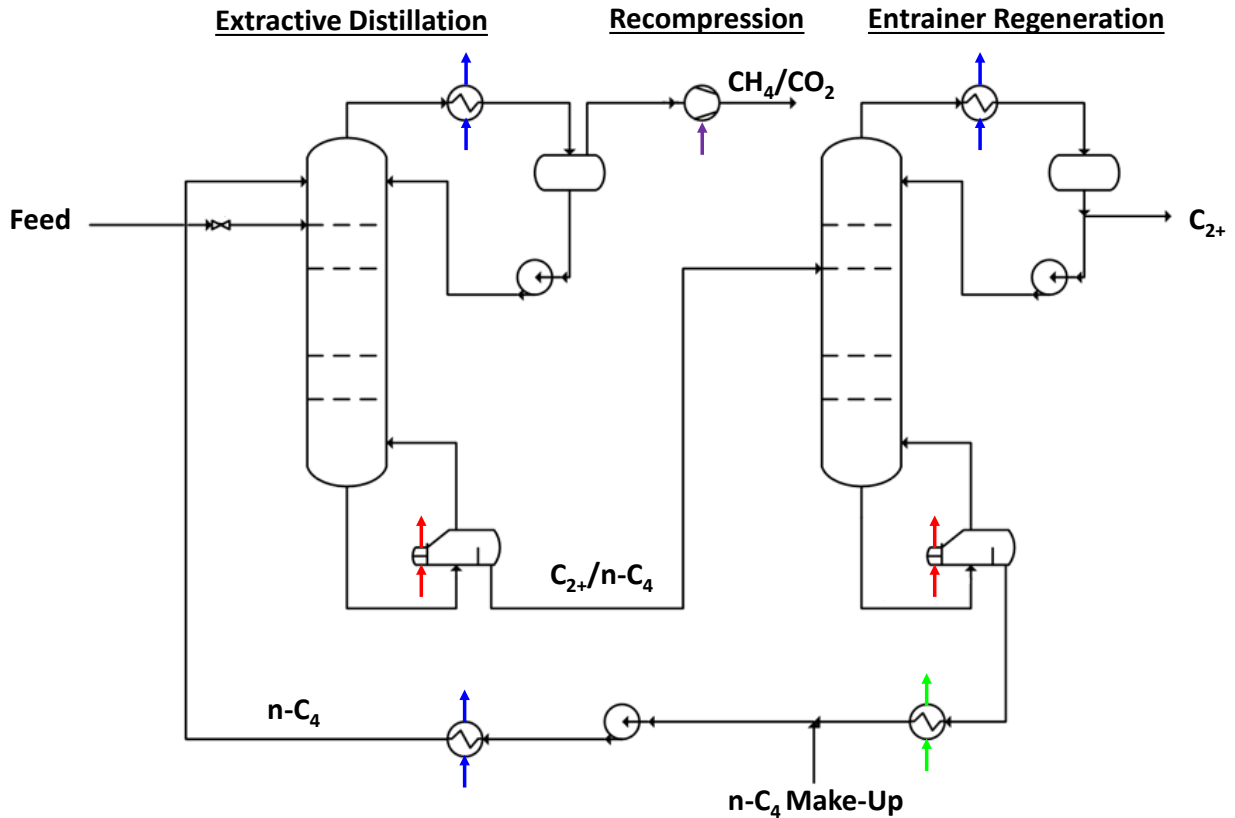 Extractive Distillation
Recompression
Entrainer Regeneration
CH₄/CO₂
Feed
C₂₊
C₂₊/n-C₄
n-C₄
n-C₄ Make-Up